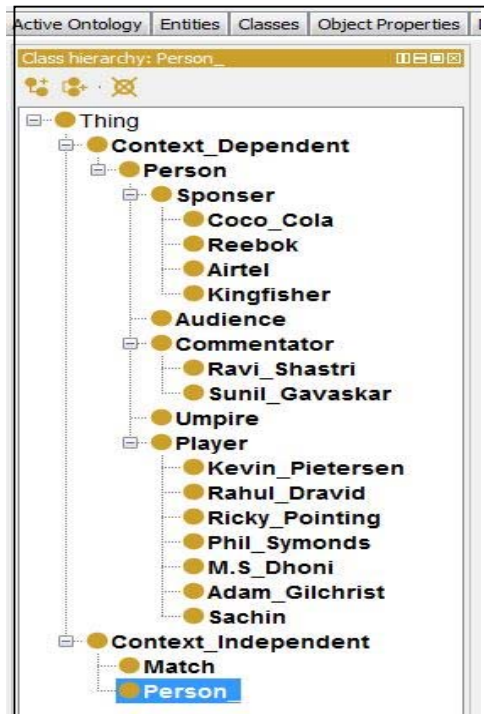 Active Ontology Entities Classes Object Properties
Class hierarchy: Person_
Thing
Context_Dependent
Person
Sponser
Coco_Cola
Reebok
Airtel
Kingfisher
Audience
Commentator
Ravi_Shastri
Sunil_Gavaskar
Umpire
Player
Kevin_Pietersen
Rahul_Dravid
Ricky_Pointing
Phil_Symonds
M.S_Dhoni
Adam_Gilchrist
Sachin
Context_Independent
Match
Person_